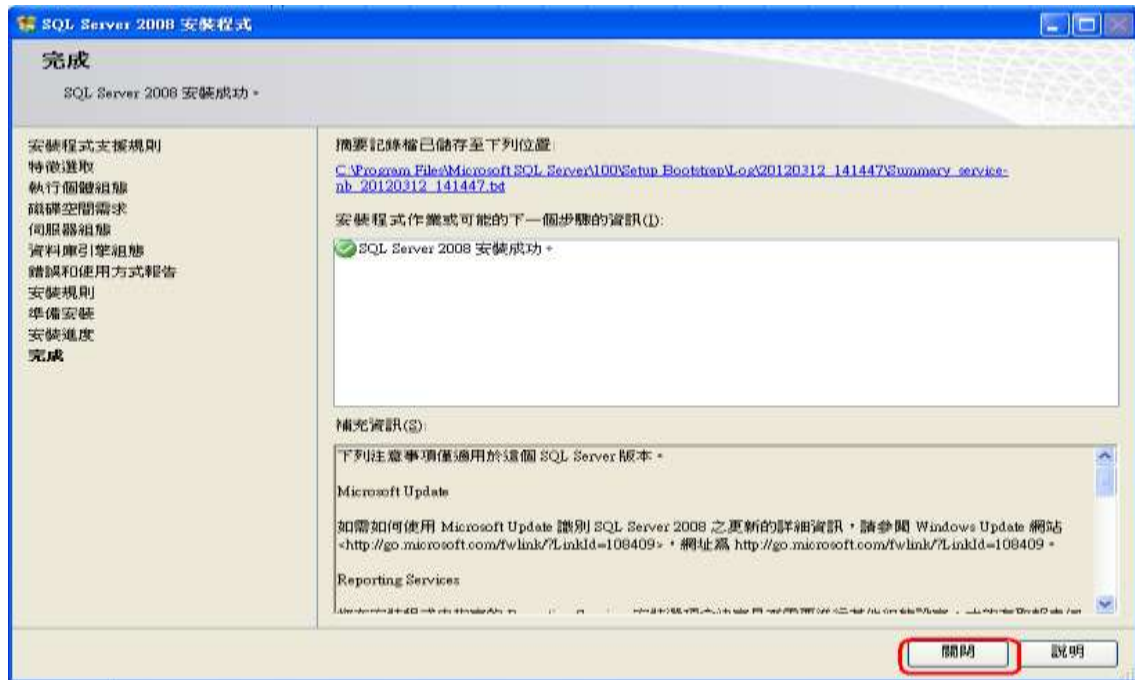 SQL Server 2008 安裝程式
完成
SQL Server 2008 安裝成功。
安裝程式支援規則
特徵選取
執行個體組態
磁碟空間需求
伺服器組態
資料庫引擎組態
錯誤和使用方式報告
安裝規則
準備安裝
安裝進度
完成
摘要記錄檔已儲存至下列位置:
C:\Program Files\Microsoft SQL Server\100\Setup Bootstrap\Log\20120312_141447\Summary_service-
nb_20120312_141447.txt
安裝程式作業或可能的下一個步驟的資訊(I):
SQL Server 2008 安裝成功。
補充資訊(S):
下列注意事項僅適用於這個 SQL Server 版本。
Microsoft Update
如需如何使用 Microsoft Update 識別 SQL Server 2008 之更新的詳細資訊,請參閱 Windows Update 網站
<http://go.microsoft.com/fwlink/?LinkId=108409>,網址為 http://go.microsoft.com/fwlink/?LinkId=108409。
Reporting Services
關閉
說明